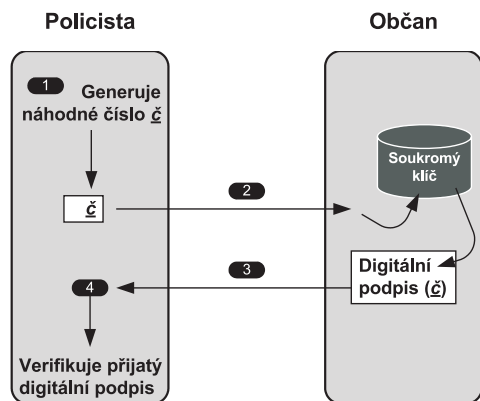 Policista
Občan
1
Generuje
náhodné číslo č
Soukromý
klíč
č
2
3
Digitální
podpis (č)
4
Verifikuje přijatý
digitální podpis